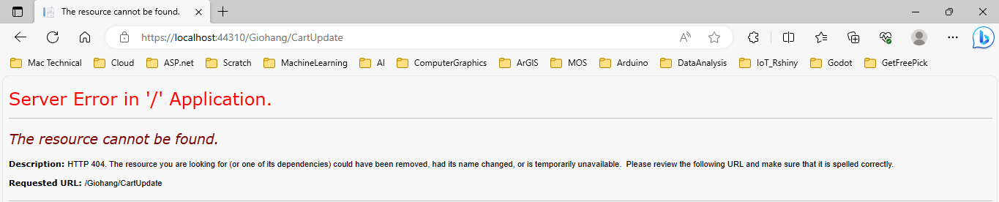 The resource cannot be found.
https://localhost:44310/Giohang/CartUpdate
Mac Technical Cloud ASP.net Scratch MachineLearning AI ComputerGraphics ArGIS MOS Arduino DataAnalysis IoT_Rshiny Godot GetFreePick
Server Error in '/' Application.
The resource cannot be found.
Description: HTTP 404. The resource you are looking for (or one of its dependencies) could have been removed, had its name changed, or is temporarily unavailable.  Please review the following URL and make sure that it is spelled correctly.
Requested URL: /Giohang/CartUpdate